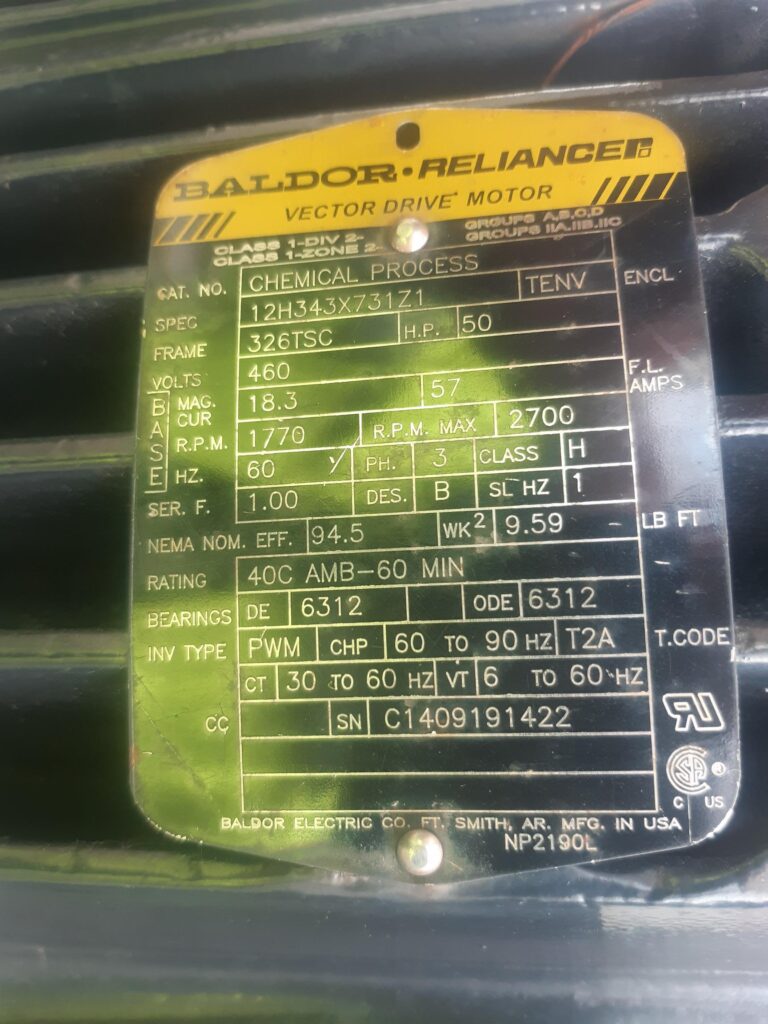 BALDOR • RELIANCER
VECTOR DRIVE MOTOR
CLASS 1-DIV 2- GROUPS A,B,C,D
CLASS 1-ZONE 2- GROUPS IIA,IIB,IIC
CAT. NO. CHEMICAL PROCESS TENV ENCL
SPEC 12H343X731Z1
FRAME 326TSC H.P. 50
VOLTS 460
BASE MAG. CUR 18.3 57 F.L. AMPS
R.P.M. 1770 R.P.M. MAX 2700
HZ. 60 Y PH. 3 CLASS H
SER. F. 1.00 DES. B SL HZ 1
NEMA NOM. EFF. 94.5 WK2 9.59 LB FT
RATING 40C AMB-60 MIN
BEARINGS DE 6312 ODE 6312
INV TYPE PWM CHP 60 TO 90 HZ T2A T.CODE
CT 30 TO 60 HZ VT 6 TO 60 HZ
CC SN C1409191422
RU
SA ®
C US
BALDOR ELECTRIC CO. FT. SMITH, AR. MFG. IN USA
NP2190L